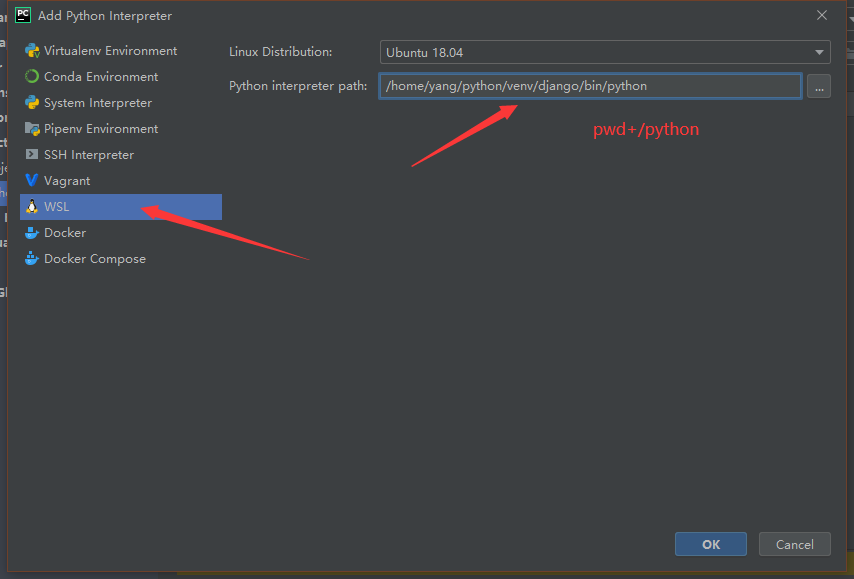 PC Add Python Interpreter
Virtualenv Environment
Conda Environment
System Interpreter
Pipenv Environment
SSH Interpreter
Vagrant
WSL
Docker
Docker Compose
Linux Distribution: Ubuntu 18.04
Python interpreter path: /home/yang/python/venv/django/bin/python ...
pwd+/python
OK Cancel